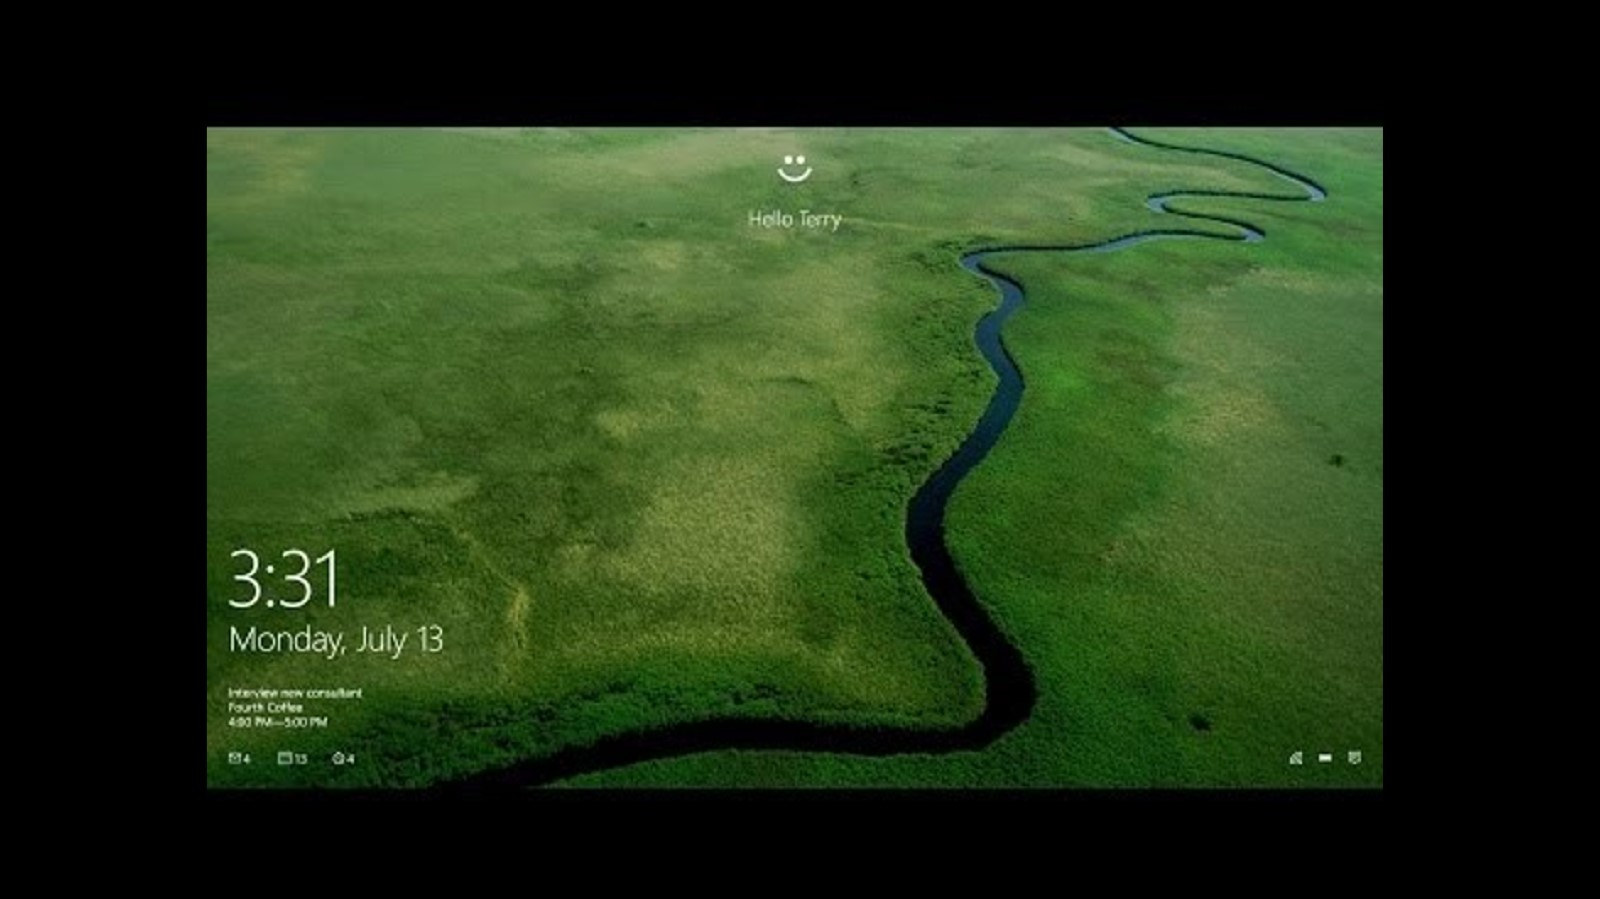 Hello Terry
3:31
Monday, July 13
Interview new consultant
Fourth Coffee
4:00 PM—5:00 PM
4 13 4